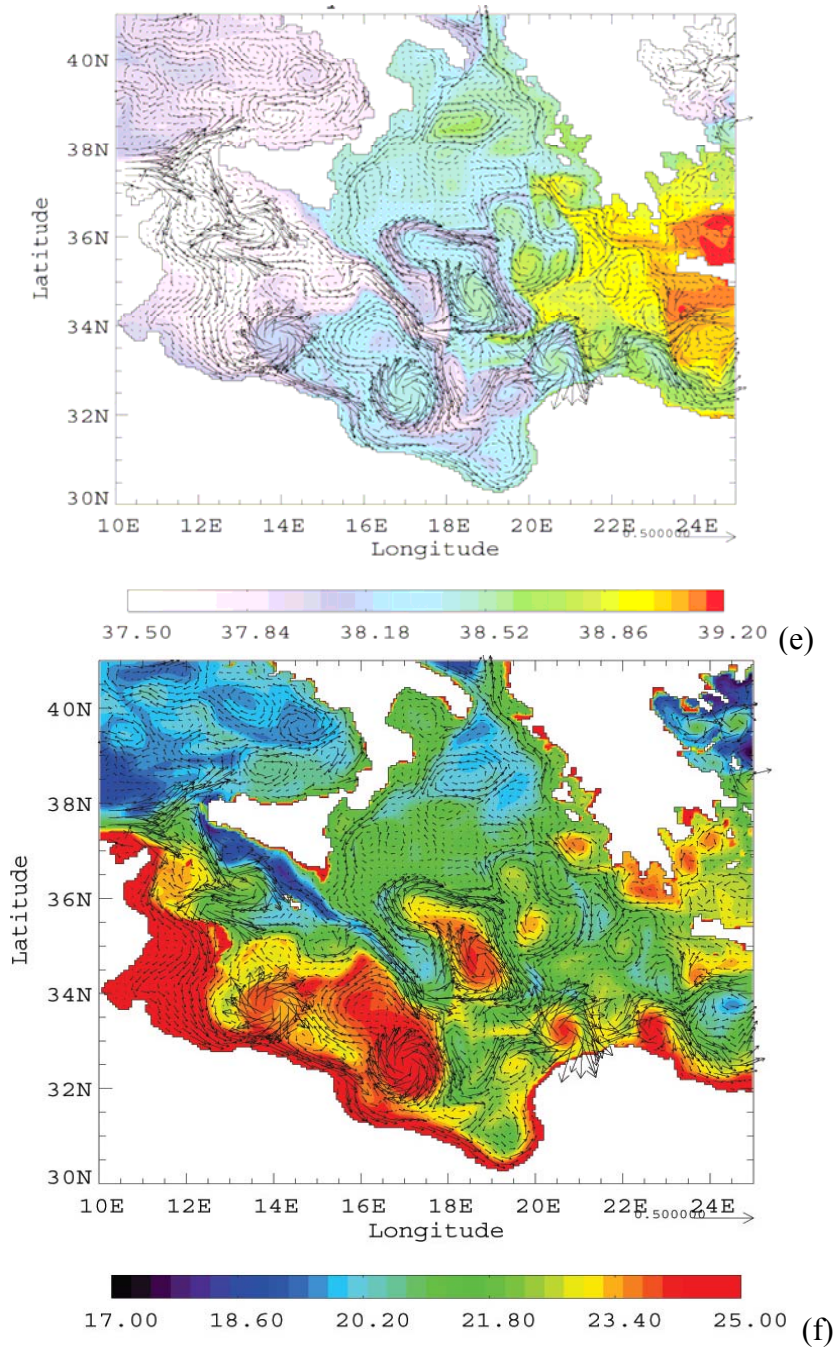 40N
38N
36N
34N
32N
30N
Latitude
10E 12E 14E 16E 18E 20E 22E 24E
0.500000
Longitude
37.50 37.84 38.18 38.52 38.86 39.20 (e)
40N
38N
36N
34N
32N
30N
Latitude
10E 12E 14E 16E 18E 20E 22E 24E
0.500000
Longitude
17.00 18.60 20.20 21.80 23.40 25.00 (f)